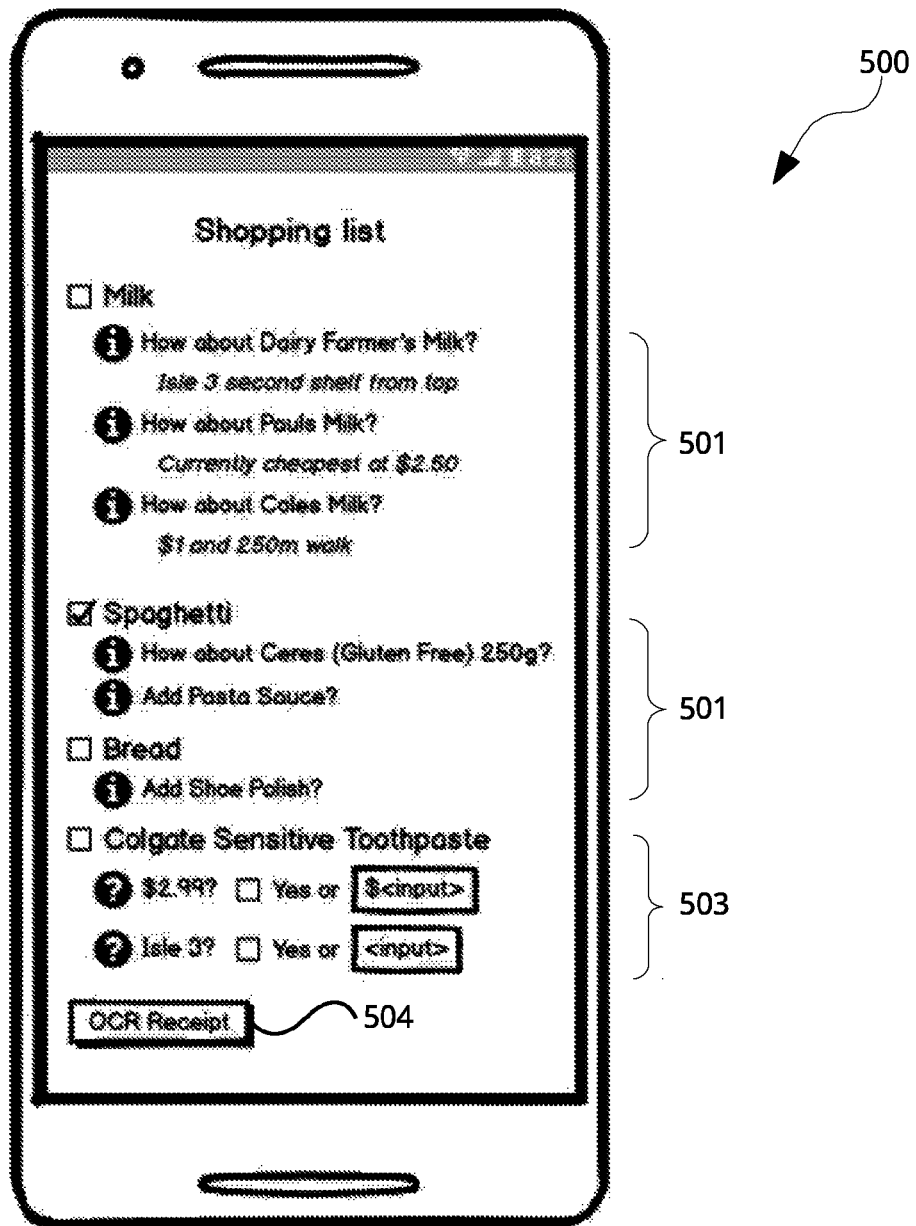 500
8:21
Shopping list
Milk
How about Dairy Farmer's Milk?
Isle 3 second shelf from top
How about Pauls Milk?
Currently cheapest at $2.50
How about Coles Milk?
$1 and 250m walk
501
Spaghetti
How about Ceres (Gluten Free) 250g?
Add Pasta Sauce?
501
Bread
Add Shoe Polish?
Colgate Sensitive Toothpaste
? $2.99? Yes or $<input>
503
? Isle 3? Yes or <input>
OCR Receipt
504